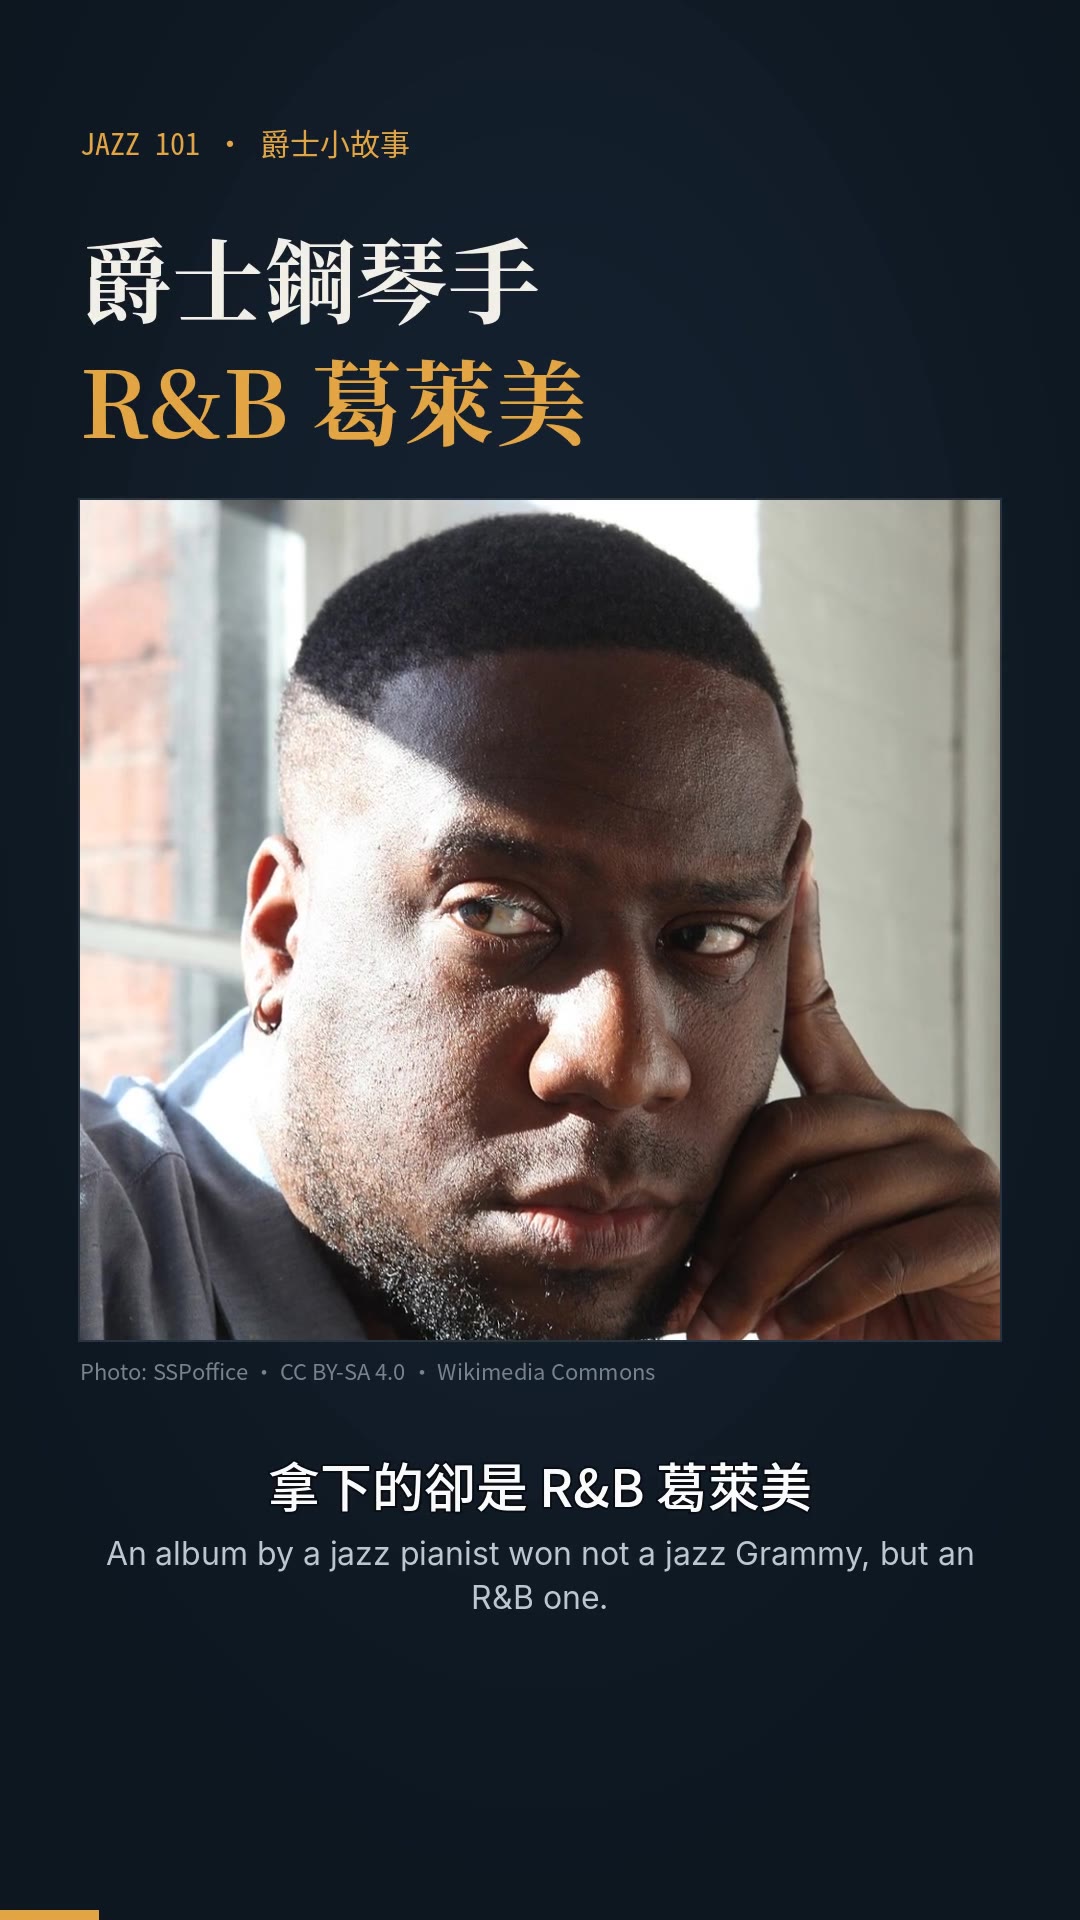 JAZZ 101 • 爵士小故事
爵士鋼琴手
R&B 葛萊美
Photo: SSPoffice • CC BY-SA 4.0 • Wikimedia Commons
拿下的卻是 R&B 葛萊美
An album by a jazz pianist won not a jazz Grammy, but an
R&B one.